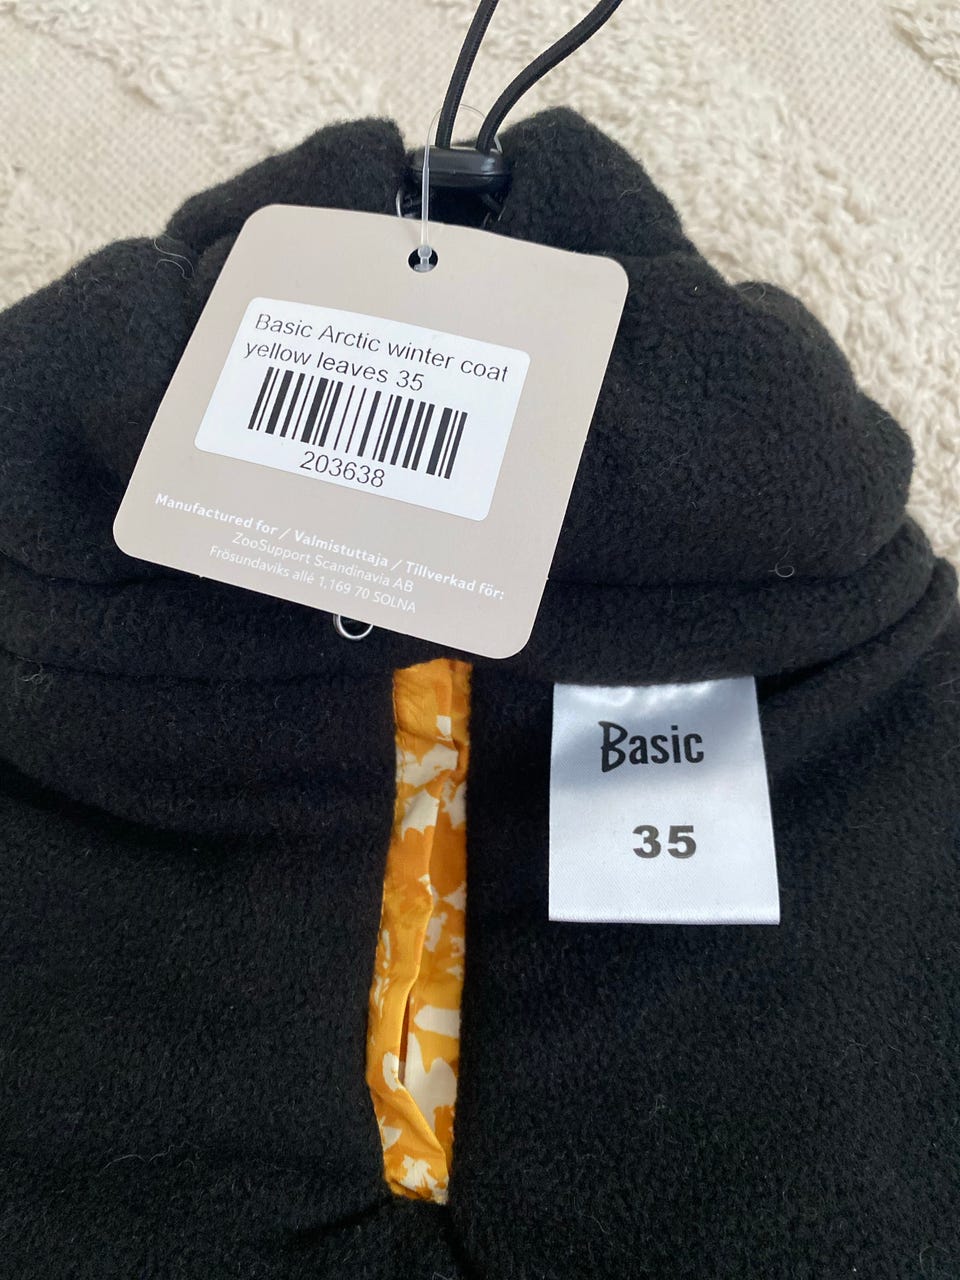 Basic Arctic winter coat
yellow leaves 35
203638
Manufactured for / Valmistuttaja / Tillverkad för:
ZooSupport Scandinavia AB
Frösundaviks allé 1,169 70 SOLNA
Basic
35